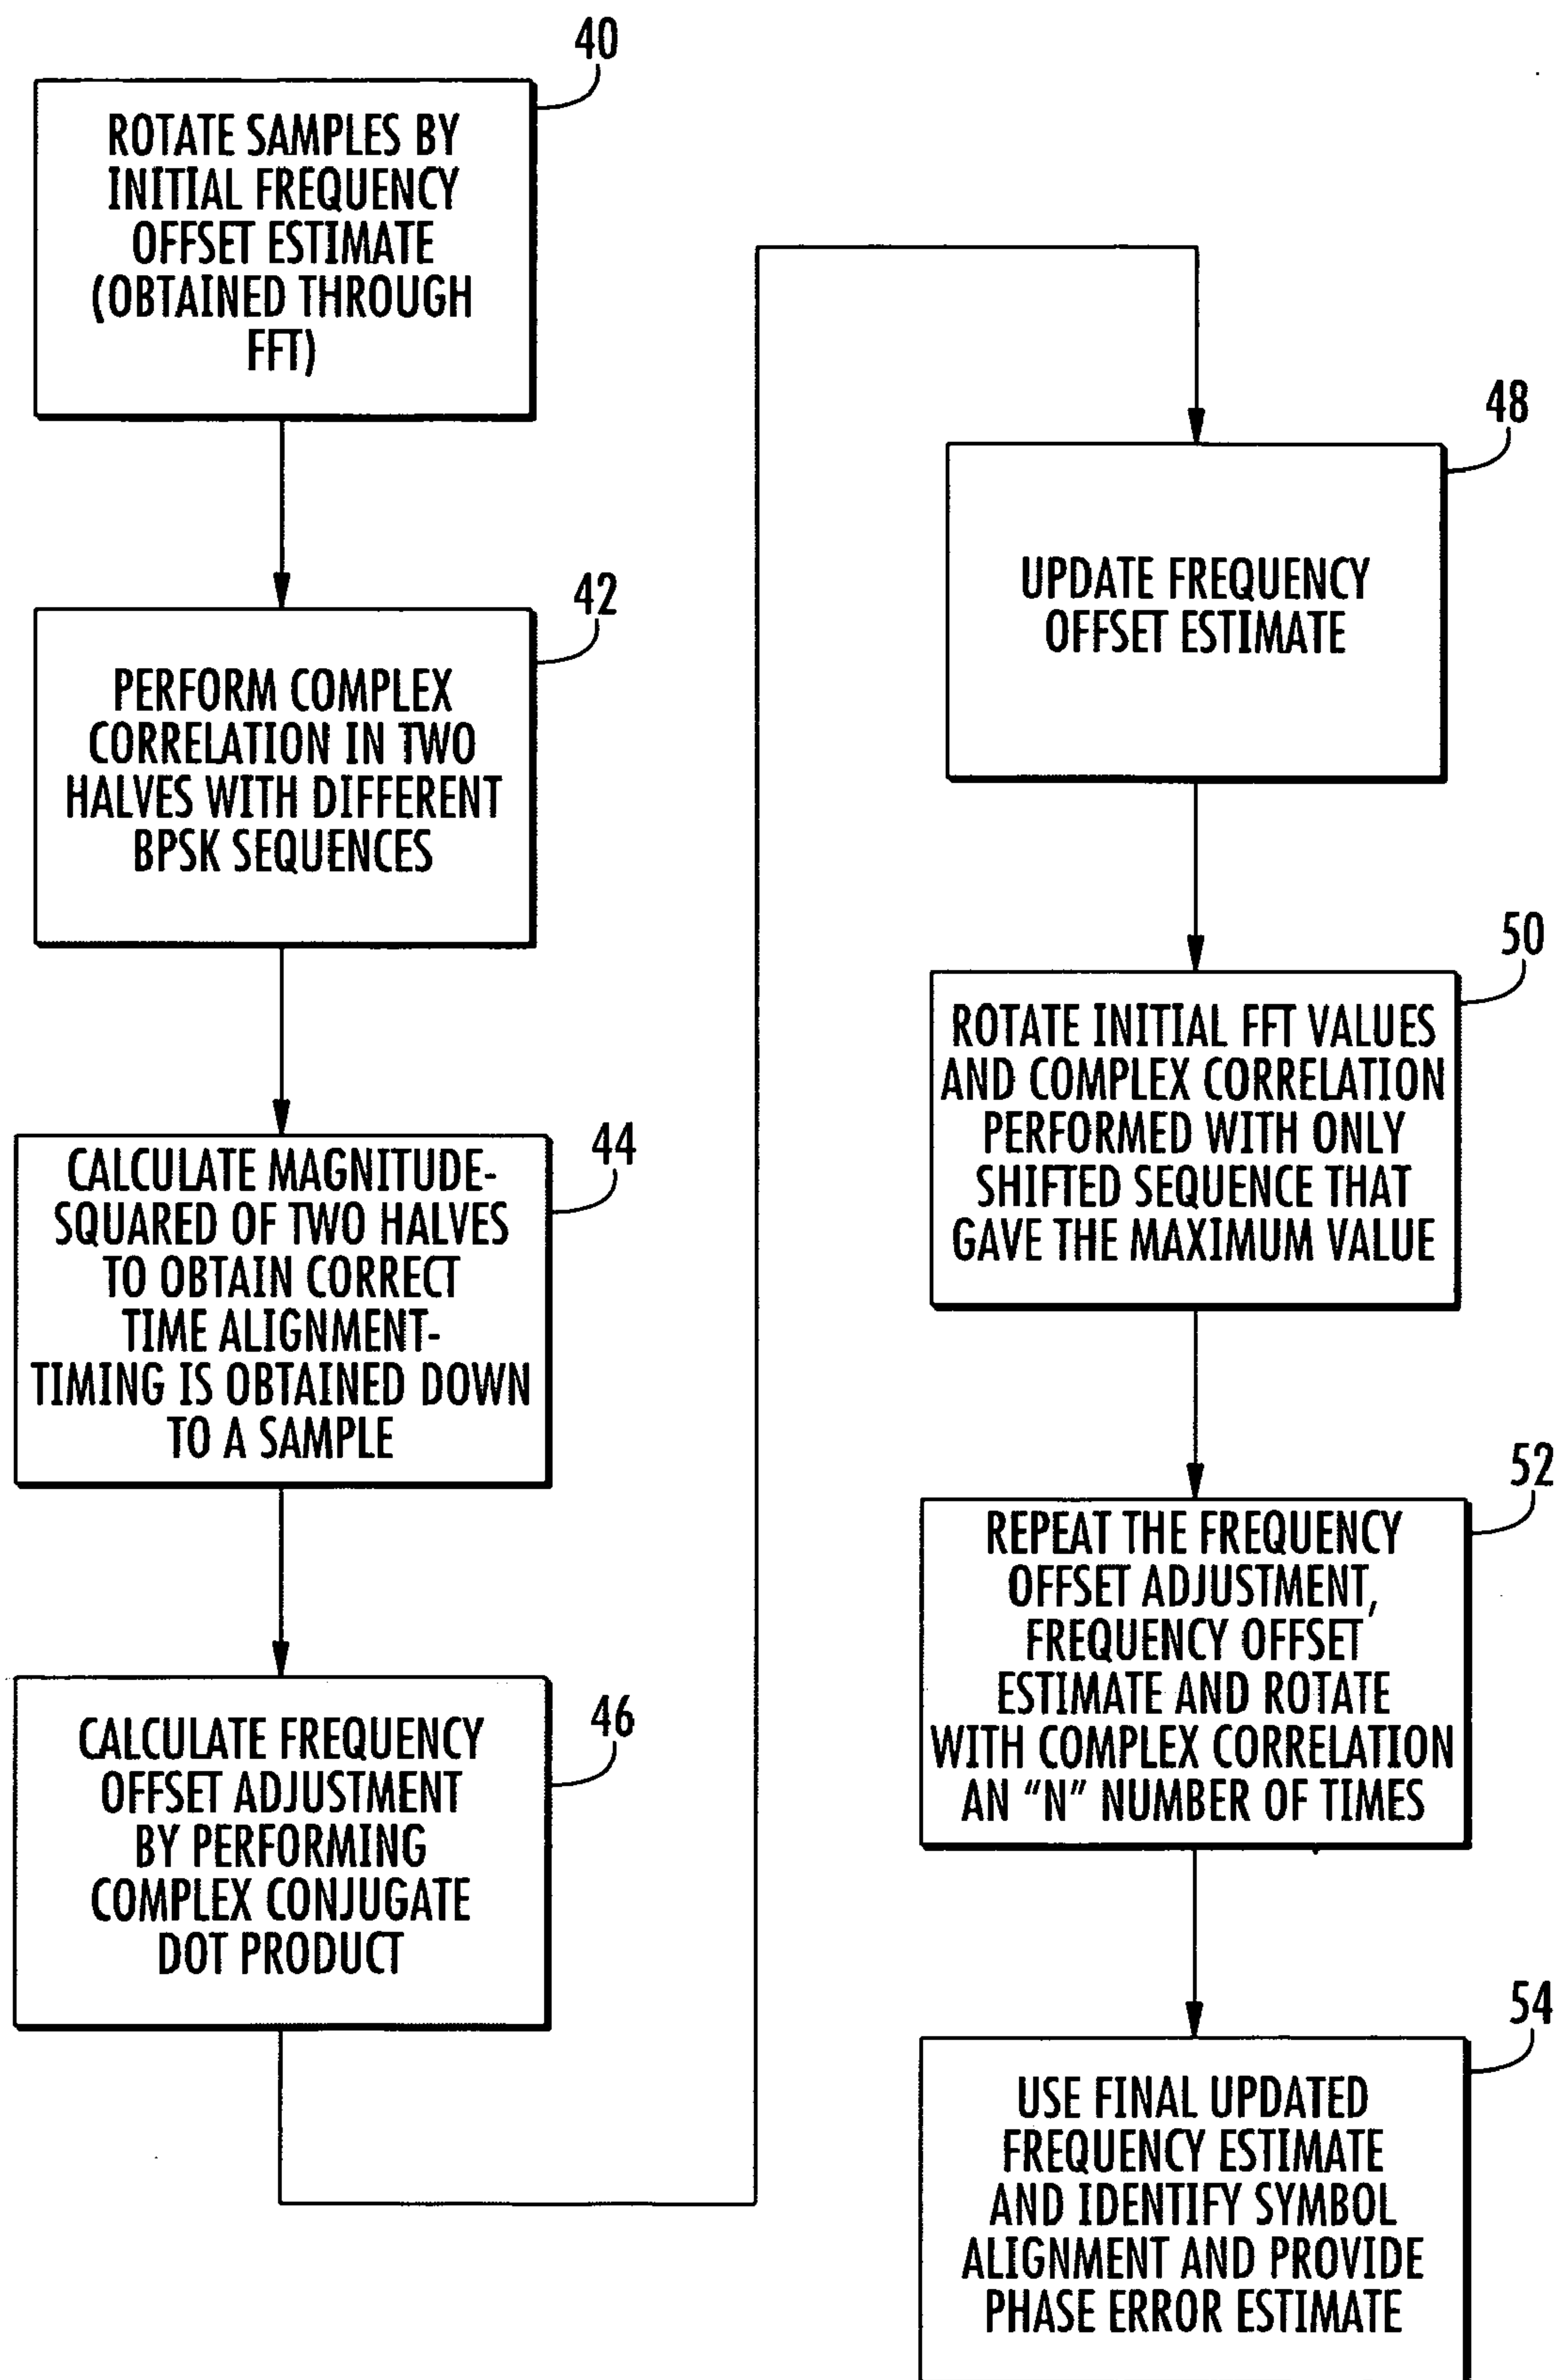 40
ROTATE SAMPLES BY
INITIAL FREQUENCY
OFFSET ESTIMATE
(OBTAINED THROUGH
FFT)
42
PERFORM COMPLEX
CORRELATION IN TWO
HALVES WITH DIFFERENT
BPSK SEQUENCES
44
CALCULATE MAGNITUDE-
SQUARED OF TWO HALVES
TO OBTAIN CORRECT
TIME ALIGNMENT-
TIMING IS OBTAINED DOWN
TO A SAMPLE
46
CALCULATE FREQUENCY
OFFSET ADJUSTMENT
BY PERFORMING
COMPLEX CONJUGATE
DOT PRODUCT
48
UPDATE FREQUENCY
OFFSET ESTIMATE
50
ROTATE INITIAL FFT VALUES
AND COMPLEX CORRELATION
PERFORMED WITH ONLY
SHIFTED SEQUENCE THAT
GAVE THE MAXIMUM VALUE
52
REPEAT THE FREQUENCY
OFFSET ADJUSTMENT,
FREQUENCY OFFSET
ESTIMATE AND ROTATE
WITH COMPLEX CORRELATION
AN "N" NUMBER OF TIMES
54
USE FINAL UPDATED
FREQUENCY ESTIMATE
AND IDENTIFY SYMBOL
ALIGNMENT AND PROVIDE
PHASE ERROR ESTIMATE